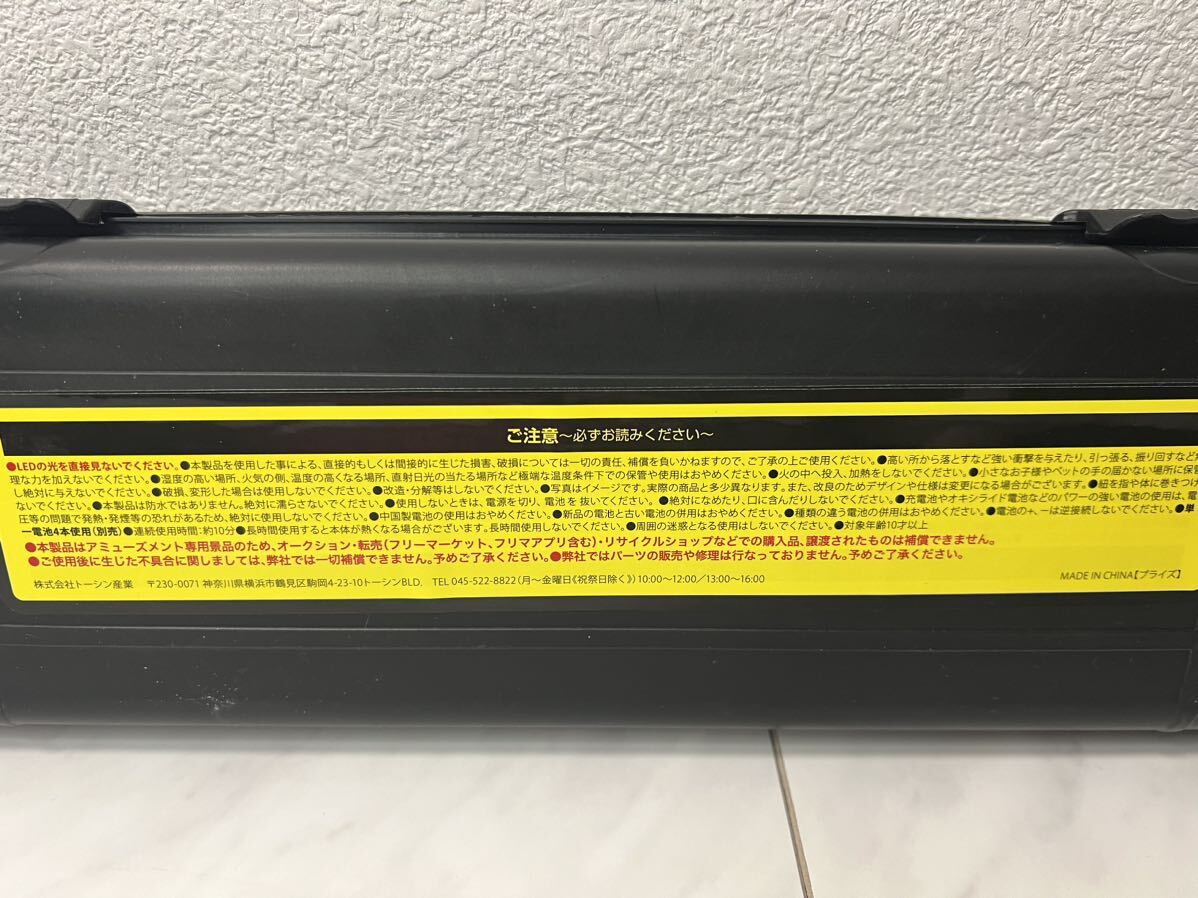 ご注意〜必ずお読みください〜
●LEDの光を直接見ないでください。●本製品を使用した事による、直接的もしくは間接的に生じた損害、破損については一切の責任、補償を負いかねますので、ご了承の上ご使用ください。●高い所から落とすなど強い衝撃を与えたり、引っ張る、振り回すなど
理な力を加えないでください。●温度の高い場所、火気の側、温度の高くなる場所、直射日光の当たる場所など極端な温度条件下での保管や使用はおやめください。●火の中へ投入、加熱をしないでください。●小さなお子様やペットの手の届かない場所に保管
し絶対に与えないでください。●破損、変形した場合は使用しないでください。●改造・分解等はしないでください。●写真はイメージです。実際の商品と多少異なります。また、改良のためデザインや仕様は変更になる場合がございます。●紐を指や体に巻きつけ
ないでください。●本製品は防水ではありません。絶対に濡らさないでください。●使用しないときは、電源を切り、電池を抜いてください。●絶対になめたり、口に含んだりしないでください。●充電池やオキシライド電池などのパワーの強い電池の使用は、電
圧等の問題で発熱・発煙等の恐れがあるため、絶対に使用しないでください。●中国製電池の使用はおやめください。●新品の電池と古い電池の併用はおやめください。●種類の違う電池の併用はおやめください。●電池の+、−は逆接続しないでください。●単
一電池4本使用(別売)●連続使用時間:約10分●長時間使用すると本体が熱くなる場合がございます。長時間使用しないでください。●周囲の迷惑となる使用はしないでください。●対象年齢10才以上
●本製品はアミューズメント専用景品のため、オークション・転売(フリーマーケット、フリマアプリ含む)・リサイクルショップなどでの購入品、譲渡されたものは補償できません。
●ご使用後に生じた不具合に関しましては、弊社では一切補償できません。予めご了承ください。●弊社ではパーツの販売や修理は行なっておりません。予めご了承ください。
株式会社トーシン産業 〒230-0071 神奈川県横浜市鶴見区駒岡4-23-10トーシンBLD. TEL 045-522-8822(月〜金曜日《祝祭日除く》)10:00〜12:00/13:00〜16:00
MADE IN CHINA【プライズ】